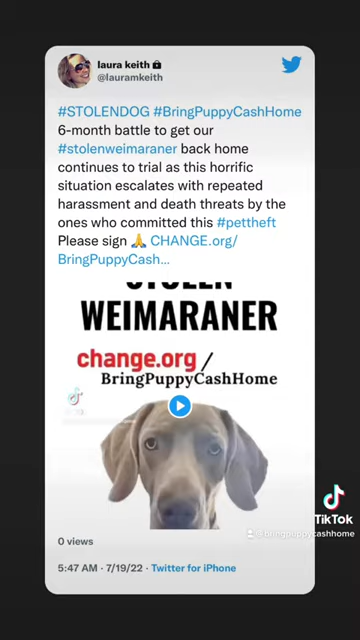 laura keith
@lauramkeith
#STOLENDOG #BringPuppyCashHome
6-month battle to get our
#stolenweimaraner back home
continues to trial as this horrific
situation escalates with repeated
harassment and death threats by the
ones who committed this #pettheft
Please sign 🙏 CHANGE.org/
BringPuppyCash...
STOLEN
WEIMARANER
change.org/
BringPuppyCashHome
0 views
5:47 AM · 7/19/22 · Twitter for iPhone
TikTok
@bringpuppycashhome